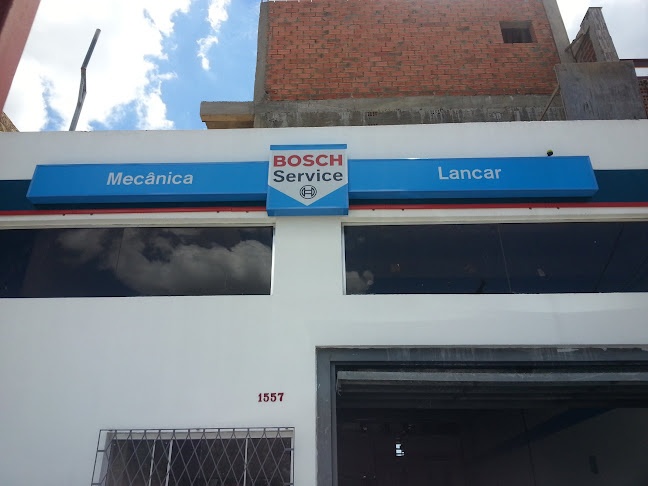 Mecânica
BOSCH
Service
Lancar
1557